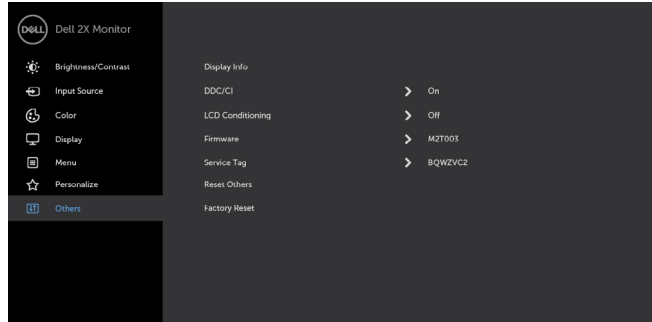 DELL Dell 2X Monitor
Brightness/Contrast Display Info
Input Source DDC/CI On
Color LCD Conditioning Off
Display Firmware M2T003
Menu Service Tag BQWZVC2
Personalize Reset Others
Others Factory Reset